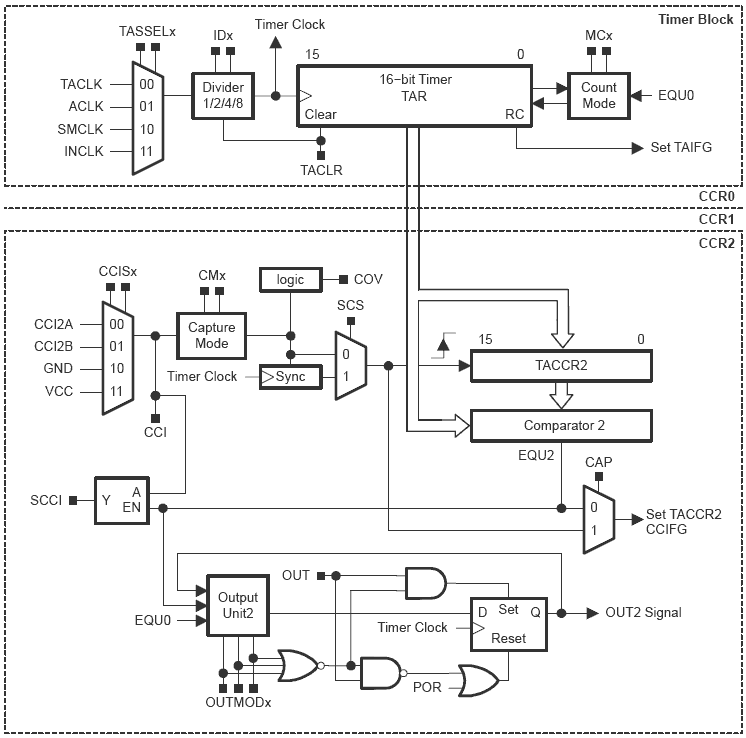 Timer Block
Timer Clock
TASSELx
IDx
15
0
MCx
TACLK
ACLK
SMCLK
INCLK
00
01
10
11
Divider
1/2/4/8
16−bit Timer
TAR
Clear
RC
Count
Mode
EQU0
Set TAIFG
TACLR
CCR0
CCR1
CCR2
CCISx
CMx
logic
COV
SCS
CCI2A
CCI2B
GND
VCC
00
01
10
11
Capture
Mode
Timer Clock
Sync
0
1
15
0
TACCR2
Comparator 2
CCI
EQU2
CAP
SCCI
Y
A
EN
0
1
Set TACCR2
CCIFG
OUT
Output
Unit2
EQU0
Timer Clock
D
Set
Q
Reset
OUT2 Signal
POR
OUTMODx